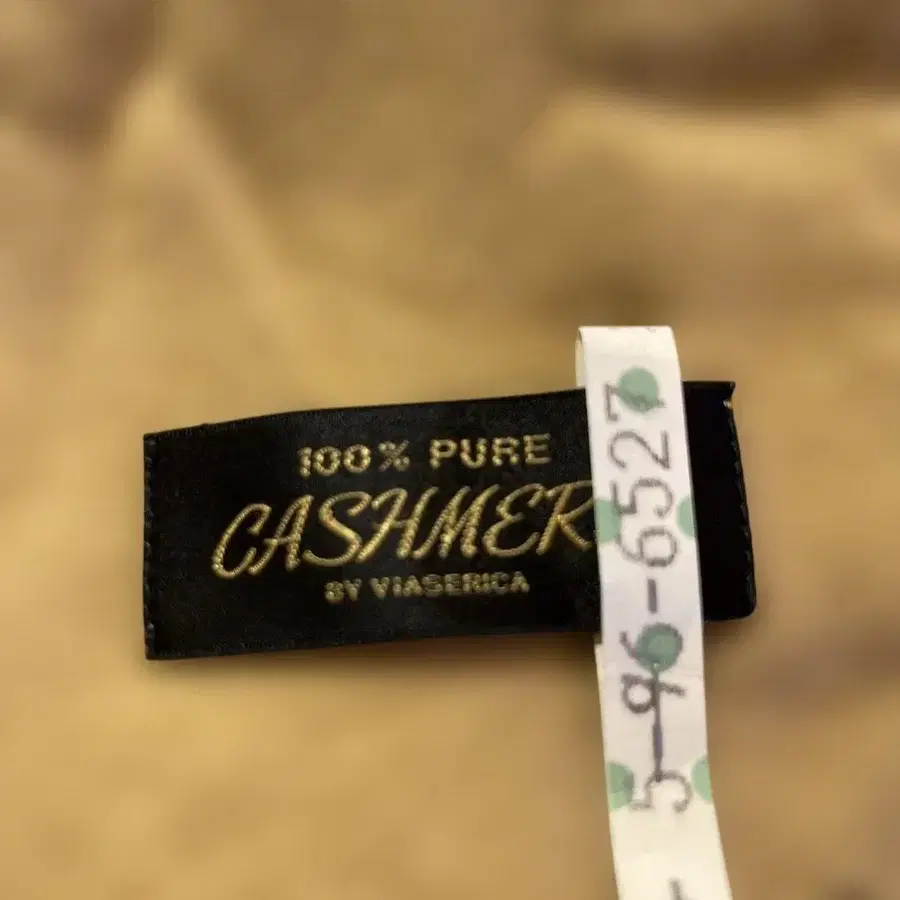 100% PURE
CASHMER
BY VIASERICA
5-96-6527